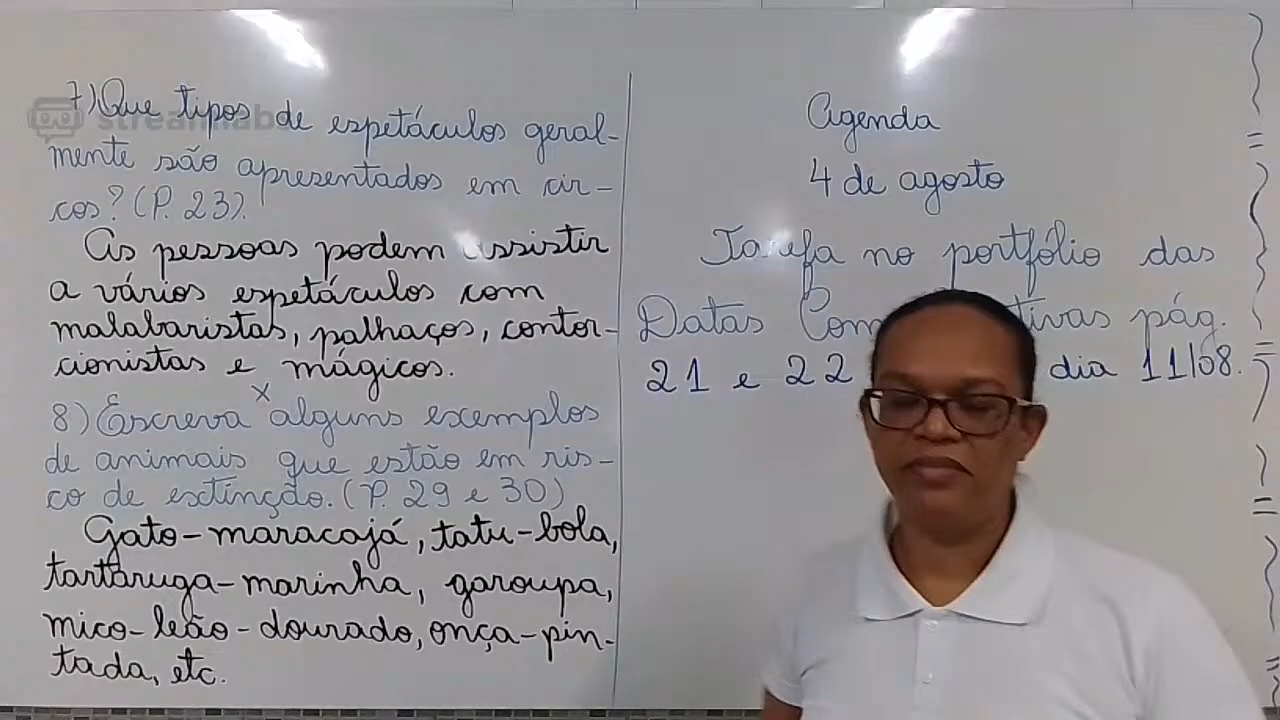 7) Que tipos de espetáculos geral-
mente são apresentados em cir-
cos? (P. 23).
As pessoas podem assistir
a vários espetáculos com
malabaristas, palhaços, contor-
cionistas e mágicos.
x
8) Escreva alguns exemplos
de animais que estão em ris-
co de extinção. (P. 29 e 30)
Gato-maracajá, tatu-bola,
tartaruga-marinha, garoupa,
mico-leão-dourado, onça-pin-
tada, etc.
streamlabs
Agenda
4 de agosto
Tarefa no portfólio das
Datas pág.
21 e 22 dia 11/08.